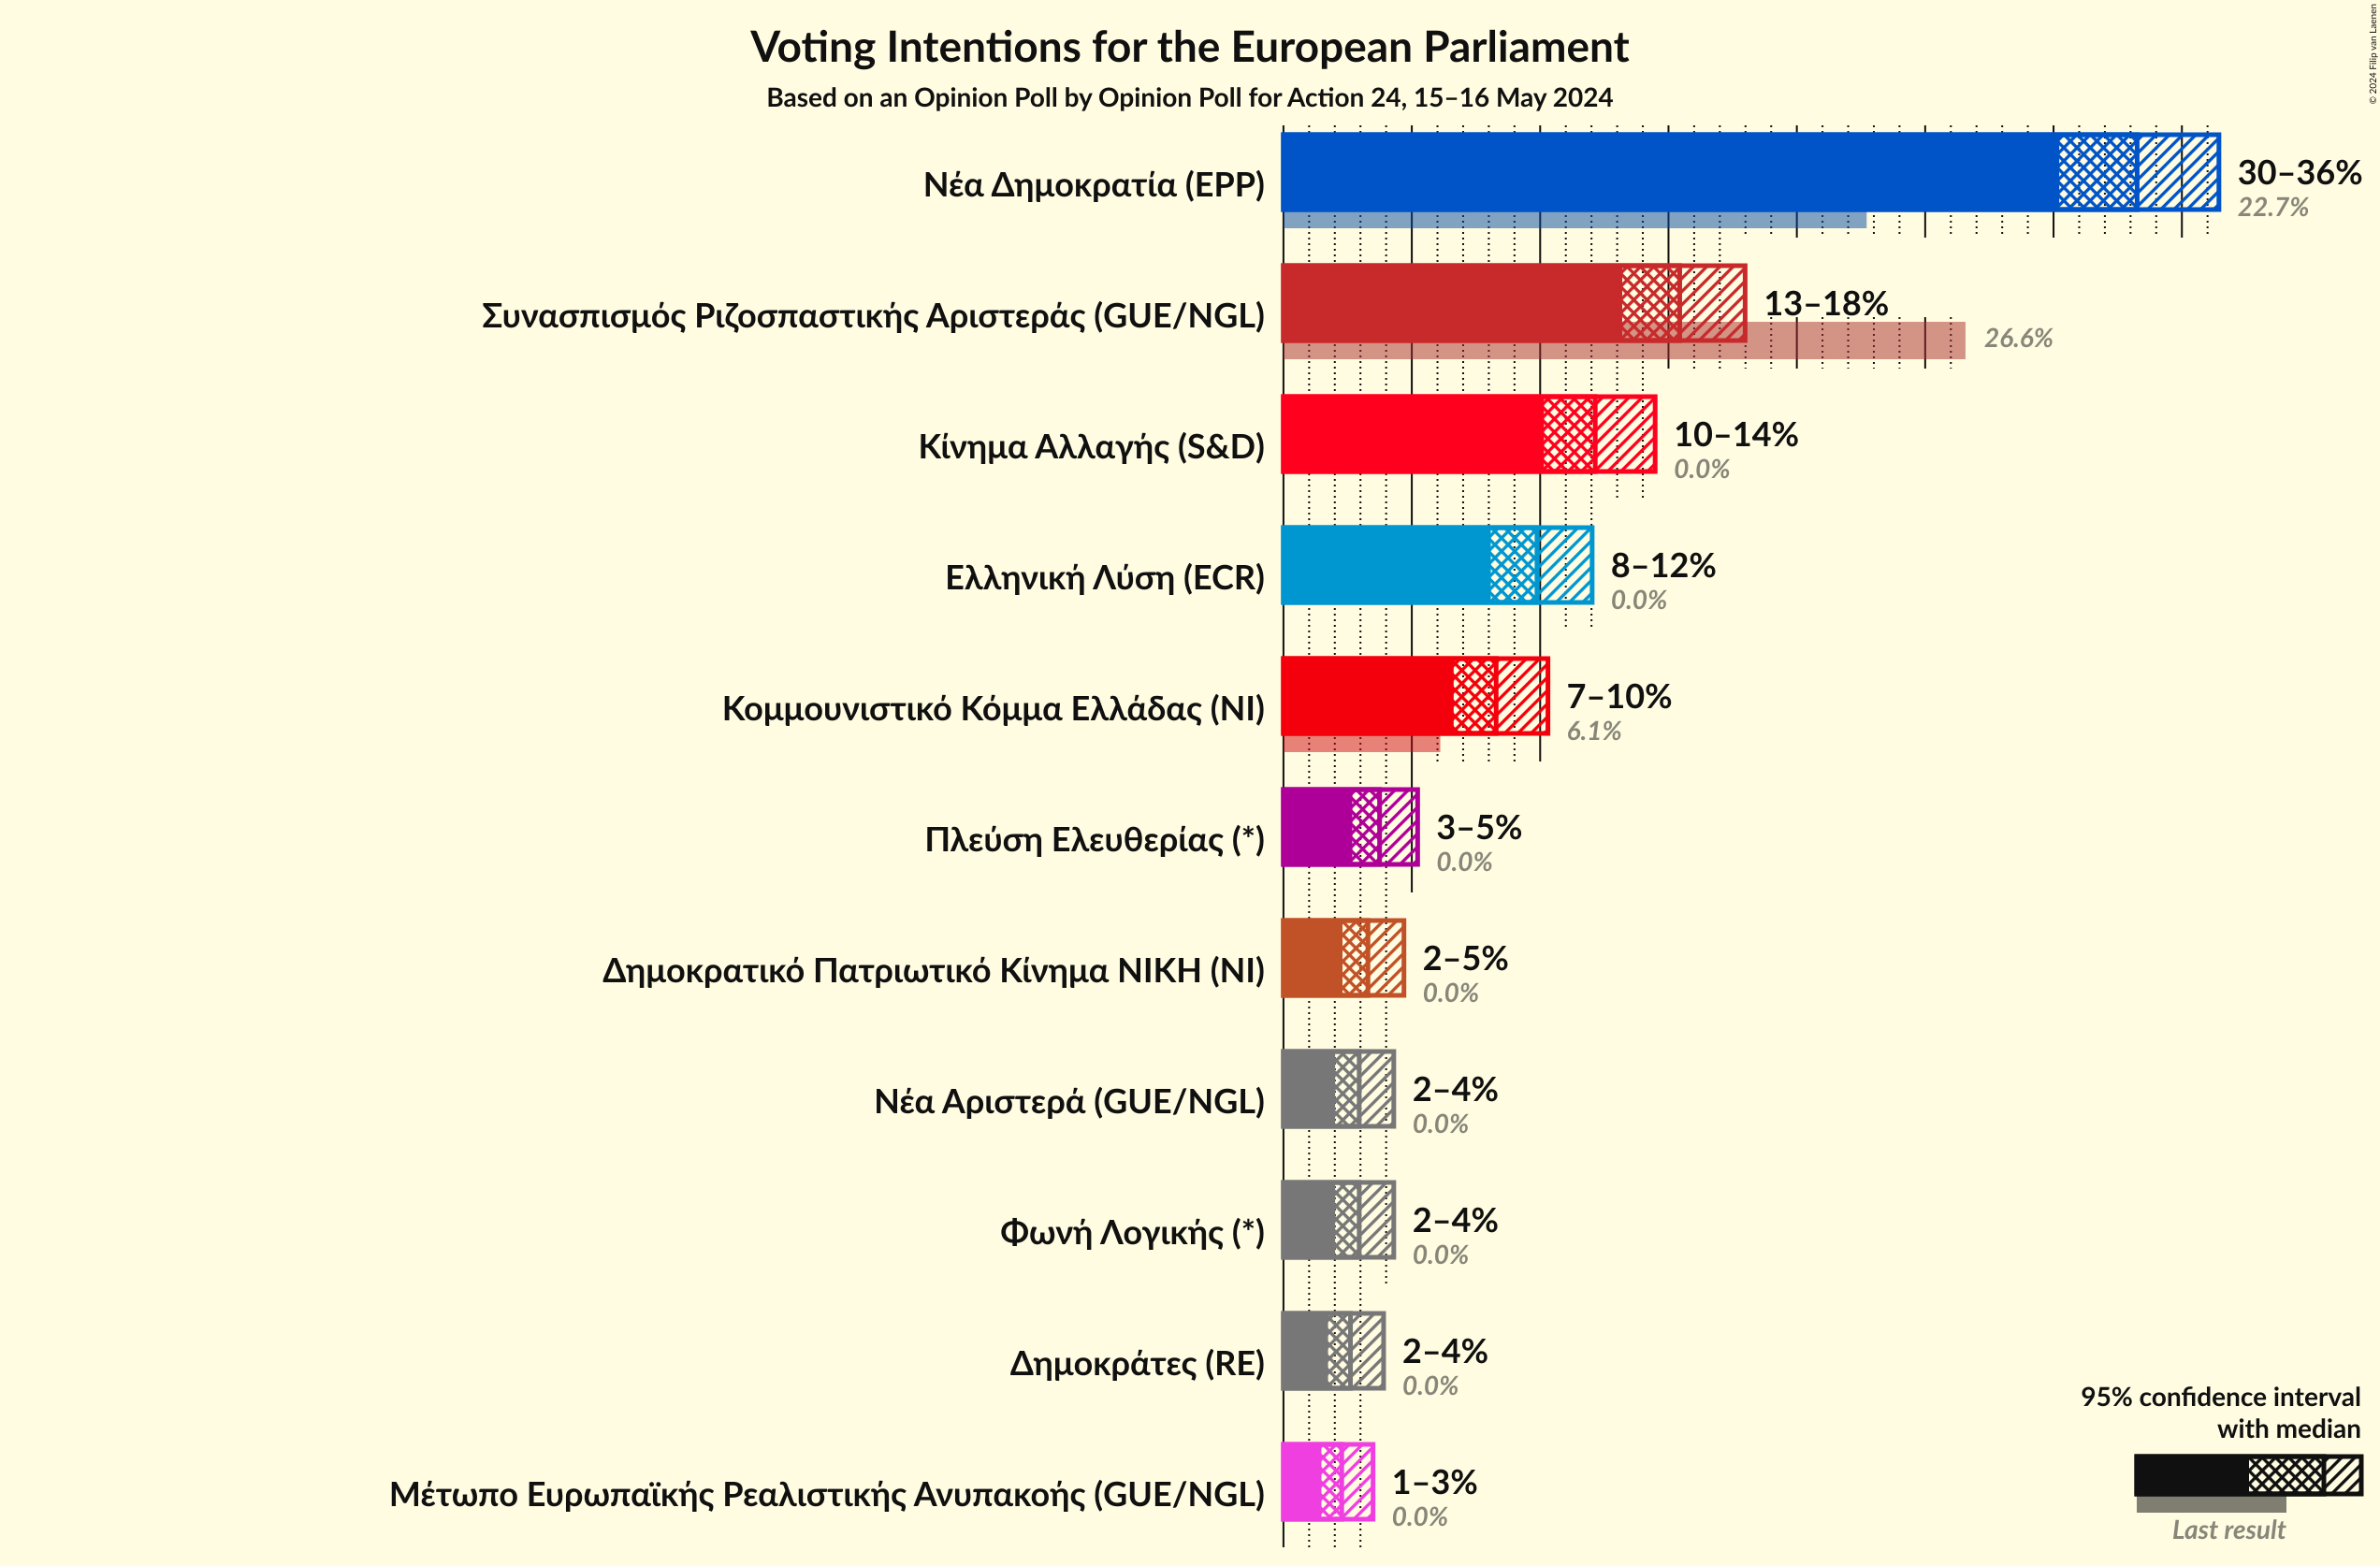 Voting Intentions for the European Parliament
Based on an Opinion Poll by Opinion Poll for Action 24, 15–16 May 2024
© 2024 Filip van Laenen
Νέα Δημοκρατία (EPP)
30–36%
22.7%
Συνασπισμός Ριζοσπαστικής Αριστεράς (GUE/NGL)
13–18%
26.6%
Κίνημα Αλλαγής (S&D)
10–14%
0.0%
Ελληνική Λύση (ECR)
8–12%
0.0%
Κομμουνιστικό Κόμμα Ελλάδας (NI)
7–10%
6.1%
Πλεύση Ελευθερίας (*)
3–5%
0.0%
Δημοκρατικό Πατριωτικό Κίνημα ΝΙΚΗ (NI)
2–5%
0.0%
Νέα Αριστερά (GUE/NGL)
2–4%
0.0%
Φωνή Λογικής (*)
2–4%
0.0%
Δημοκράτες (RE)
2–4%
0.0%
Μέτωπο Ευρωπαϊκής Ρεαλιστικής Ανυπακοής (GUE/NGL)
1–3%
0.0%
95% confidence interval
with median
Last result